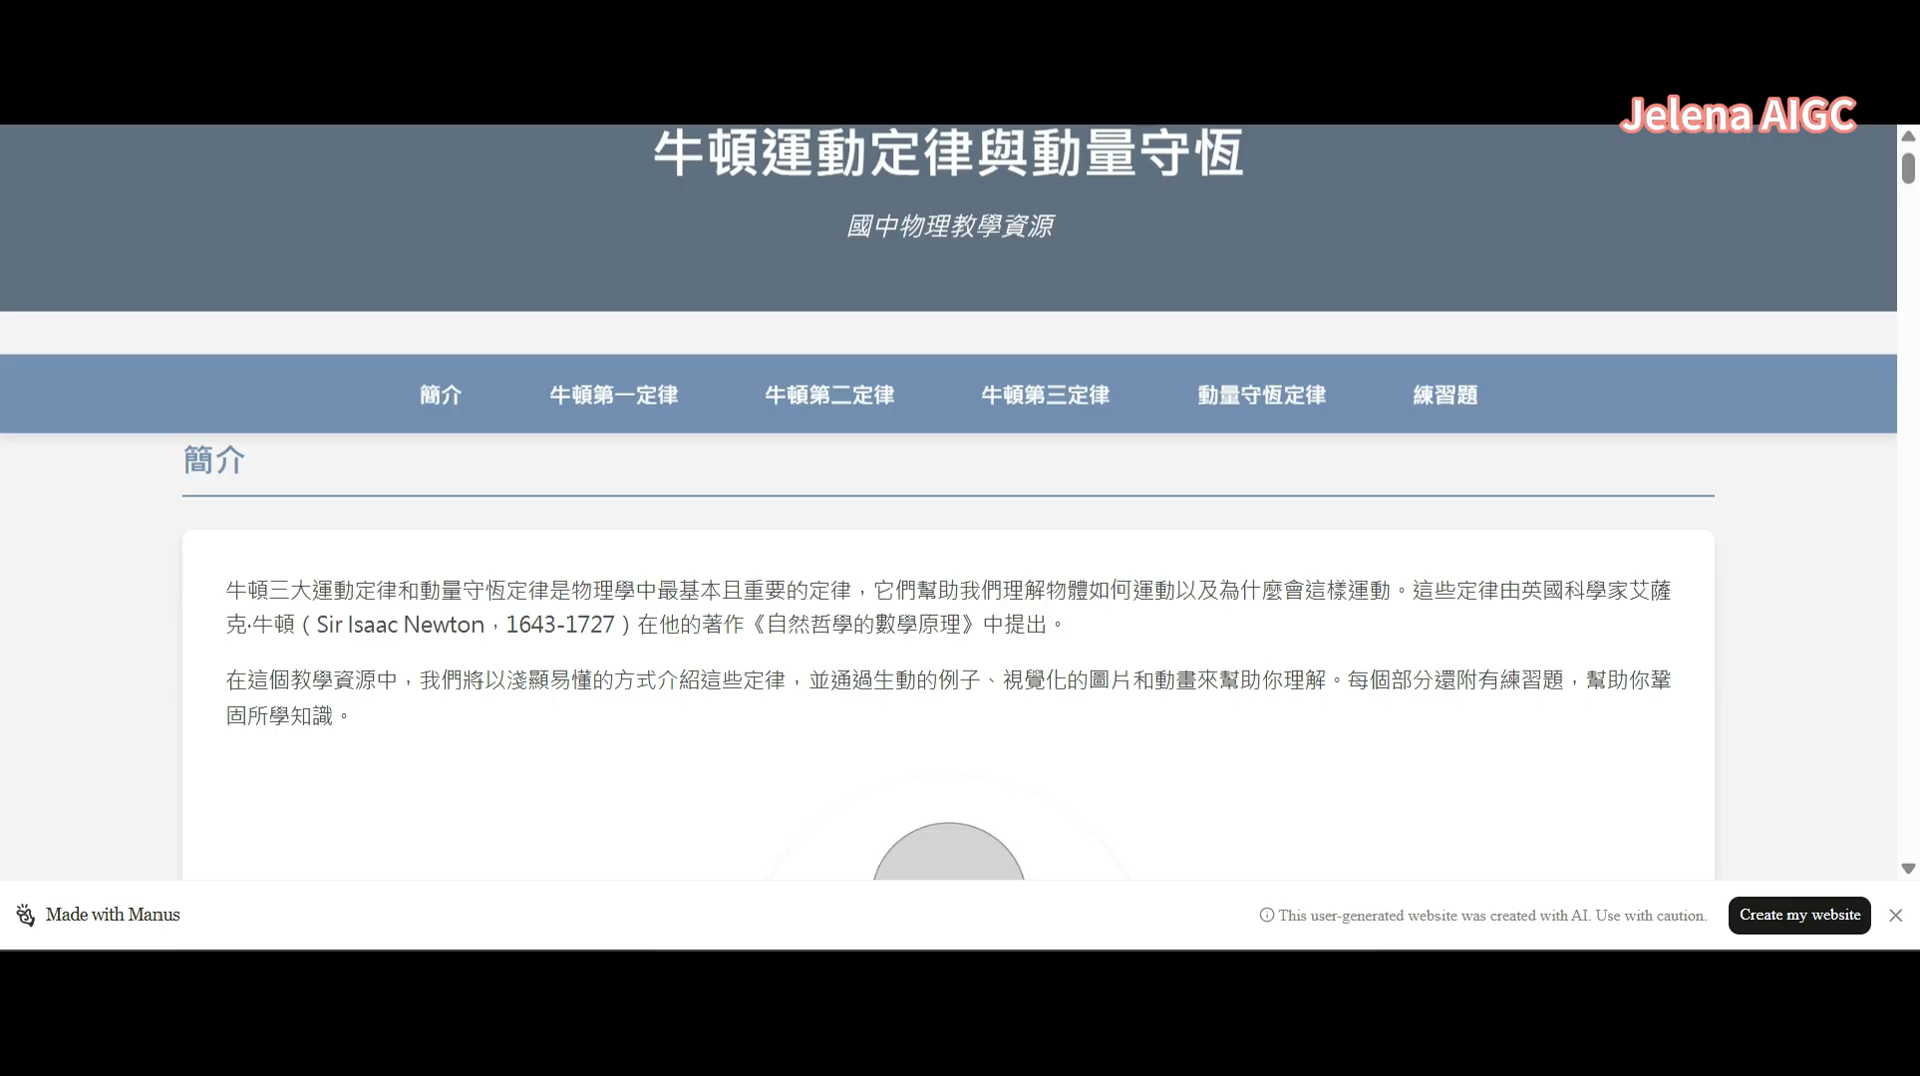 Jelena AIGC
牛頓運動定律與動量守恆
國中物理教學資源
簡介 牛頓第一定律 牛頓第二定律 牛頓第三定律 動量守恆定律 練習題
簡介
牛頓三大運動定律和動量守恆定律是物理學中最基本且重要的定律，它們幫助我們理解物體如何運動以及為什麼會這樣運動。這些定律由英國科學家艾薩
克·牛頓（Sir Isaac Newton，1643-1727）在他的著作《自然哲學的數學原理》中提出。
在這個教學資源中，我們將以淺顯易懂的方式介紹這些定律，並通過生動的例子、視覺化的圖片和動畫來幫助你理解。每個部分還附有練習題，幫助你鞏
固所學知識。
Made with Manus
This user-generated website was created with AI. Use with caution.
Create my website